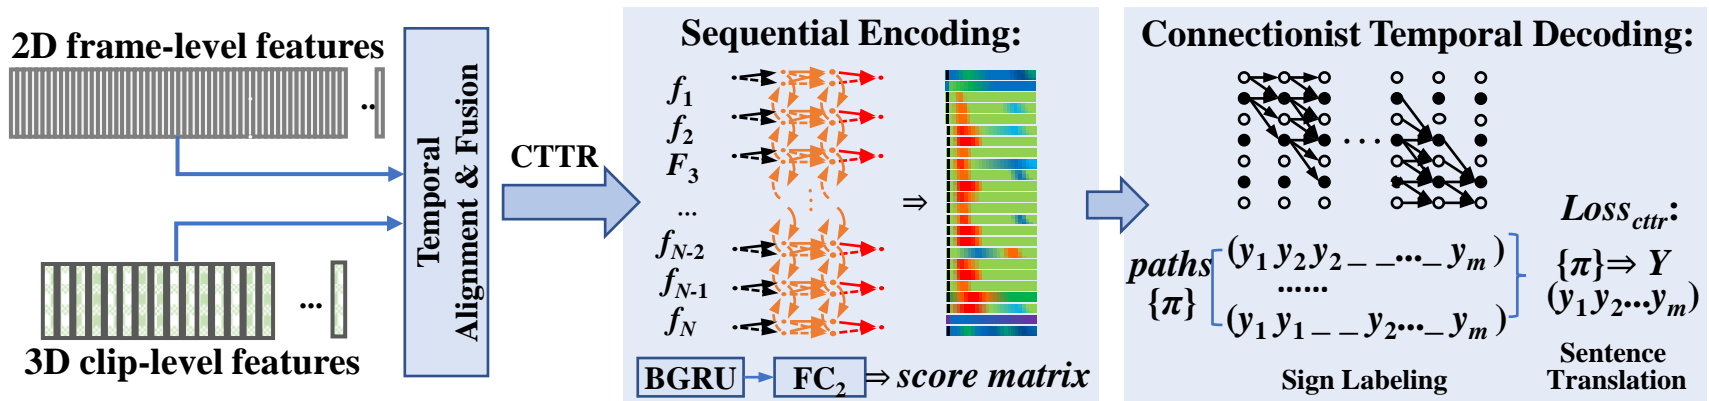 2D frame-level features
...
3D clip-level features
...
Temporal
Alignment & Fusion
CTTR
Sequential Encoding:
f1
f2
F3
...
fN-2
fN-1
fN
⇒
BGRU
FC2
⇒ score matrix
Connectionist Temporal Decoding:
. . .
paths
{π}
(y1 y2 y2 _ _ ... _ ym )
......
(y1 y1 _ _ y2 ... _ ym )
Sign Labeling
Losscttr:
{π}⇒ Y
(y1 y2...ym)
Sentence
Translation